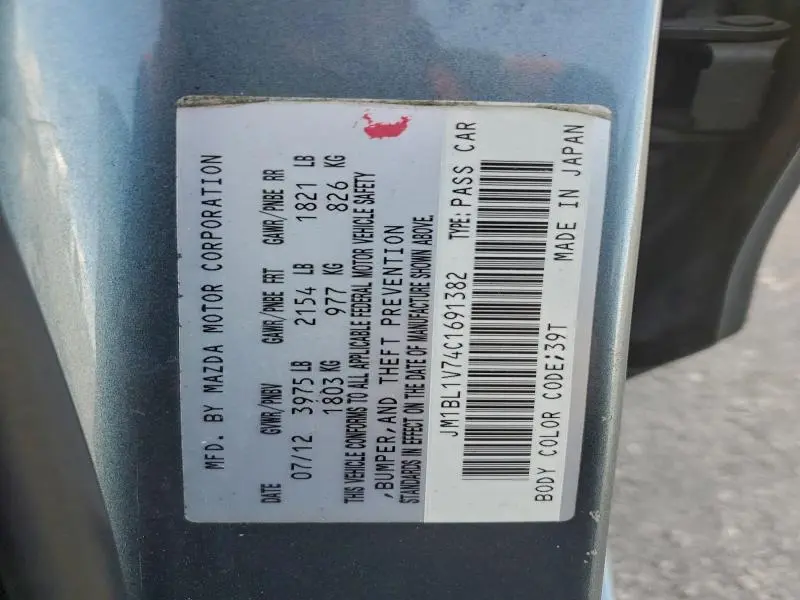 MFD. BY MAZDA MOTOR CORPORATION
DATE GVWR/PNBV GAWR/PNBE FRT GAWR/PNBE RR
07/12 3975 LB 2154 LB 1821 LB
1803 KG 977 KG 826 KG
THIS VEHICLE CONFORMS TO ALL APPLICABLE FEDERAL MOTOR VEHICLE SAFETY
,BUMPER,AND THEFT PREVENTION
STANDARDS IN EFFECT ON THE DATE OF MANUFACTURE SHOWN ABOVE.
JM1BL1V74C1691382 TYPE: PASS CAR
BODY COLOR CODE;39T MADE IN JAPAN